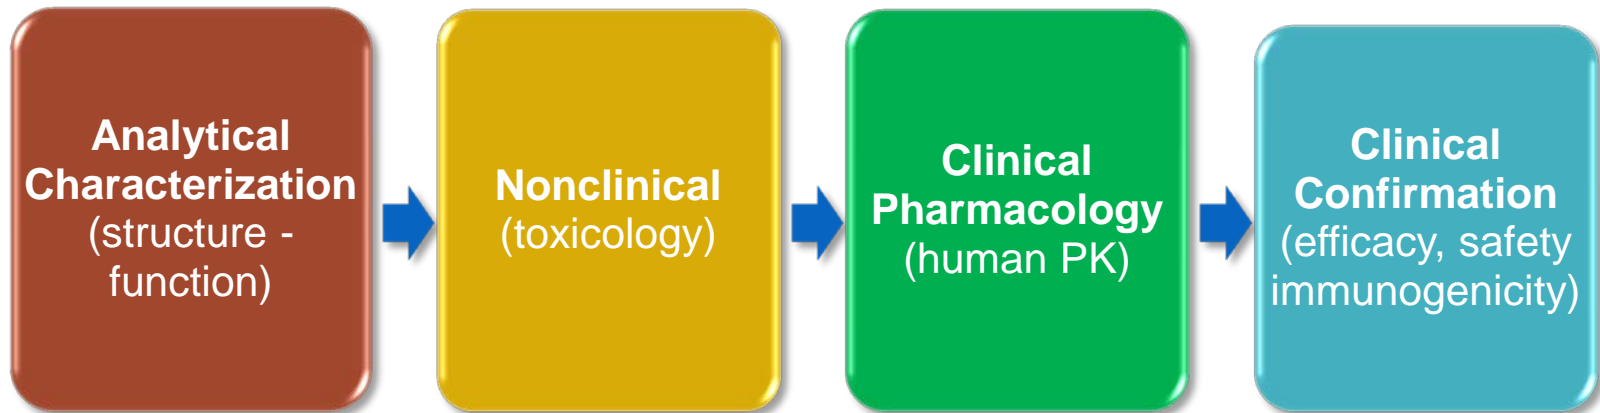 Analytical
Characterization
(structure -
function)
Nonclinical
(toxicology)
Clinical
Pharmacology
(human PK)
Clinical
Confirmation
(efficacy, safety
immunogenicity)